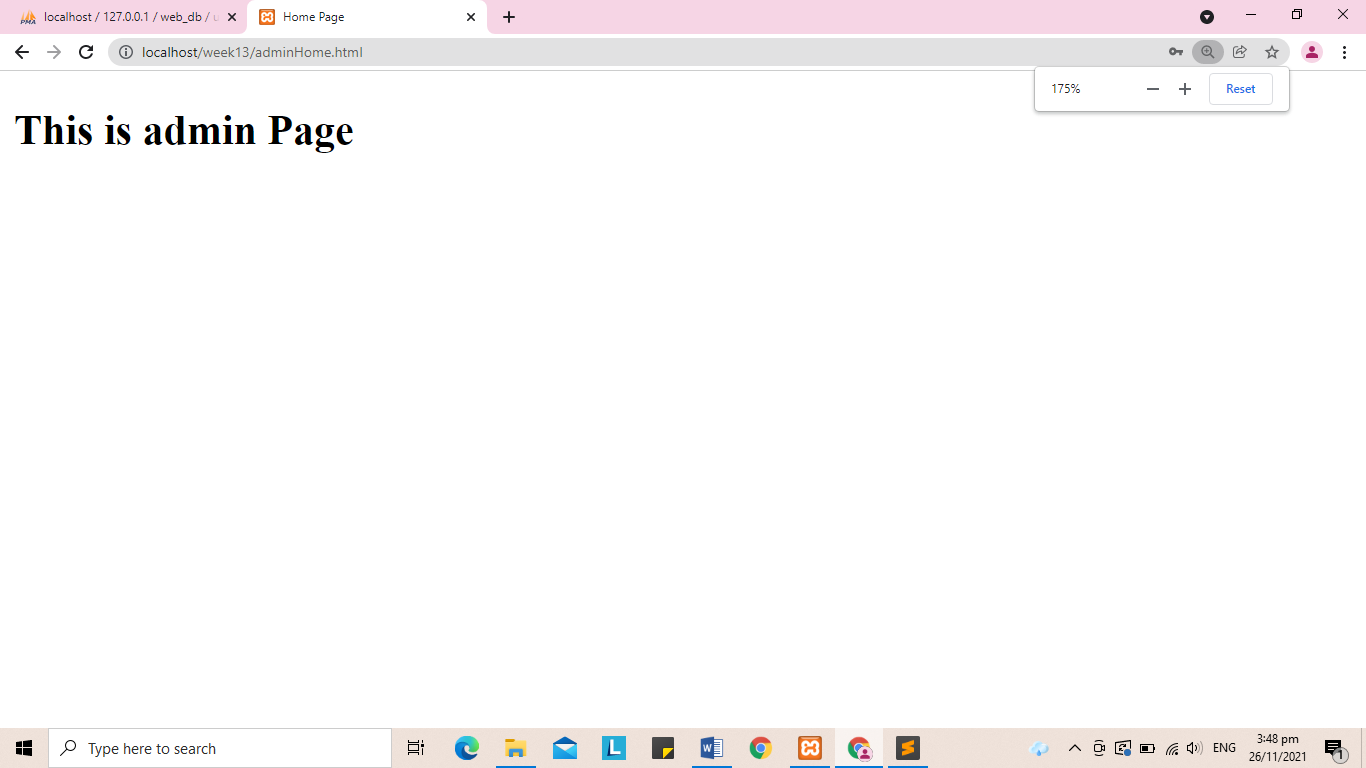 localhost / 127.0.0.1 / web_db / u
Home Page
localhost/week13/adminHome.html
175%
Reset
This is admin Page
Type here to search
ENG
3:48 pm
26/11/2021
1